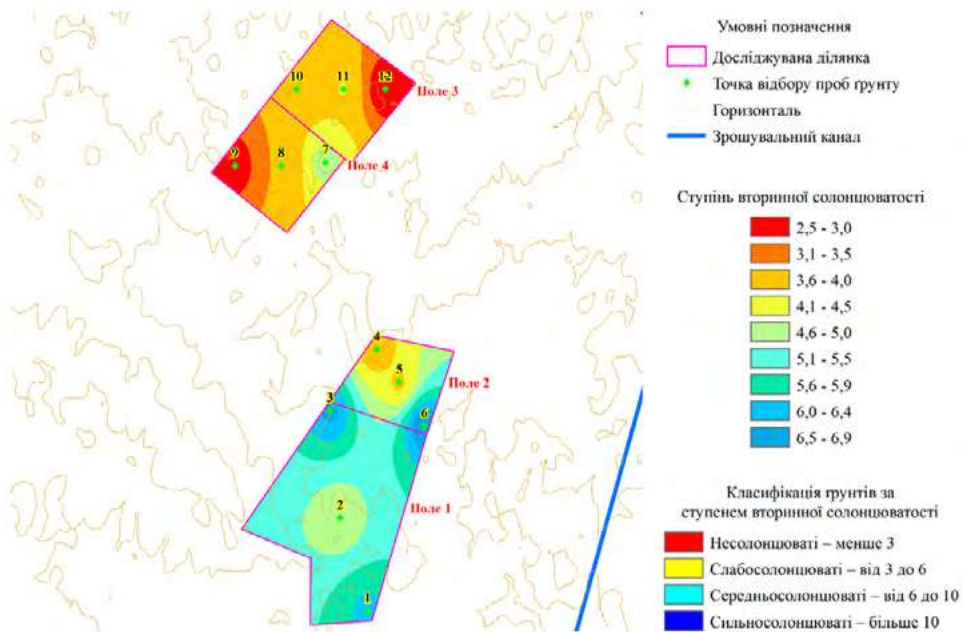 Умовні позначення
Досліджувана ділянка
Точка відбору проб ґрунту
Горизонталь
Зрошувальний канал
10
11
12
Поле 3
9
8
7
Поле 4
4
5
Поле 2
3
6
2
Поле 1
1
Ступінь вторинної солонцюватості
2,5 - 3,0
3,1 - 3,5
3,6 - 4,0
4,1 - 4,5
4,6 - 5,0
5,1 - 5,5
5,6 - 5,9
6,0 - 6,4
6,5 - 6,9
Класифікація ґрунтів за
ступенем вторинної солонцюватості
Несолонцюваті – менше 3
Слабосолонцюваті – від 3 до 6
Середньосолонцюваті – від 6 до 10
Сильносолонцюваті – більше 10